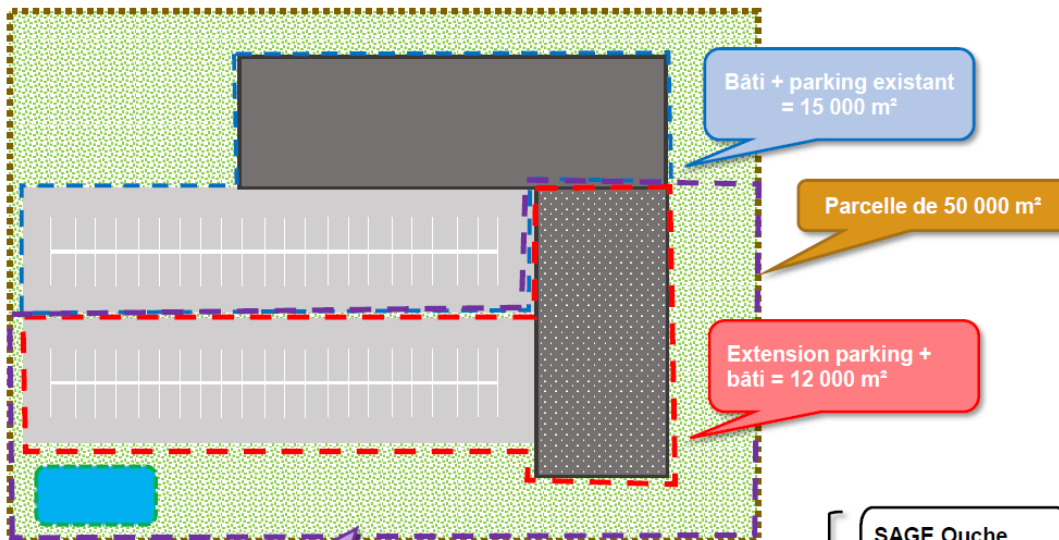 Bâti + parking existant
= 15 000 m²
Parcelle de 50 000 m²
Extension parking +
bâti = 12 000 m²
SAGE Ouche